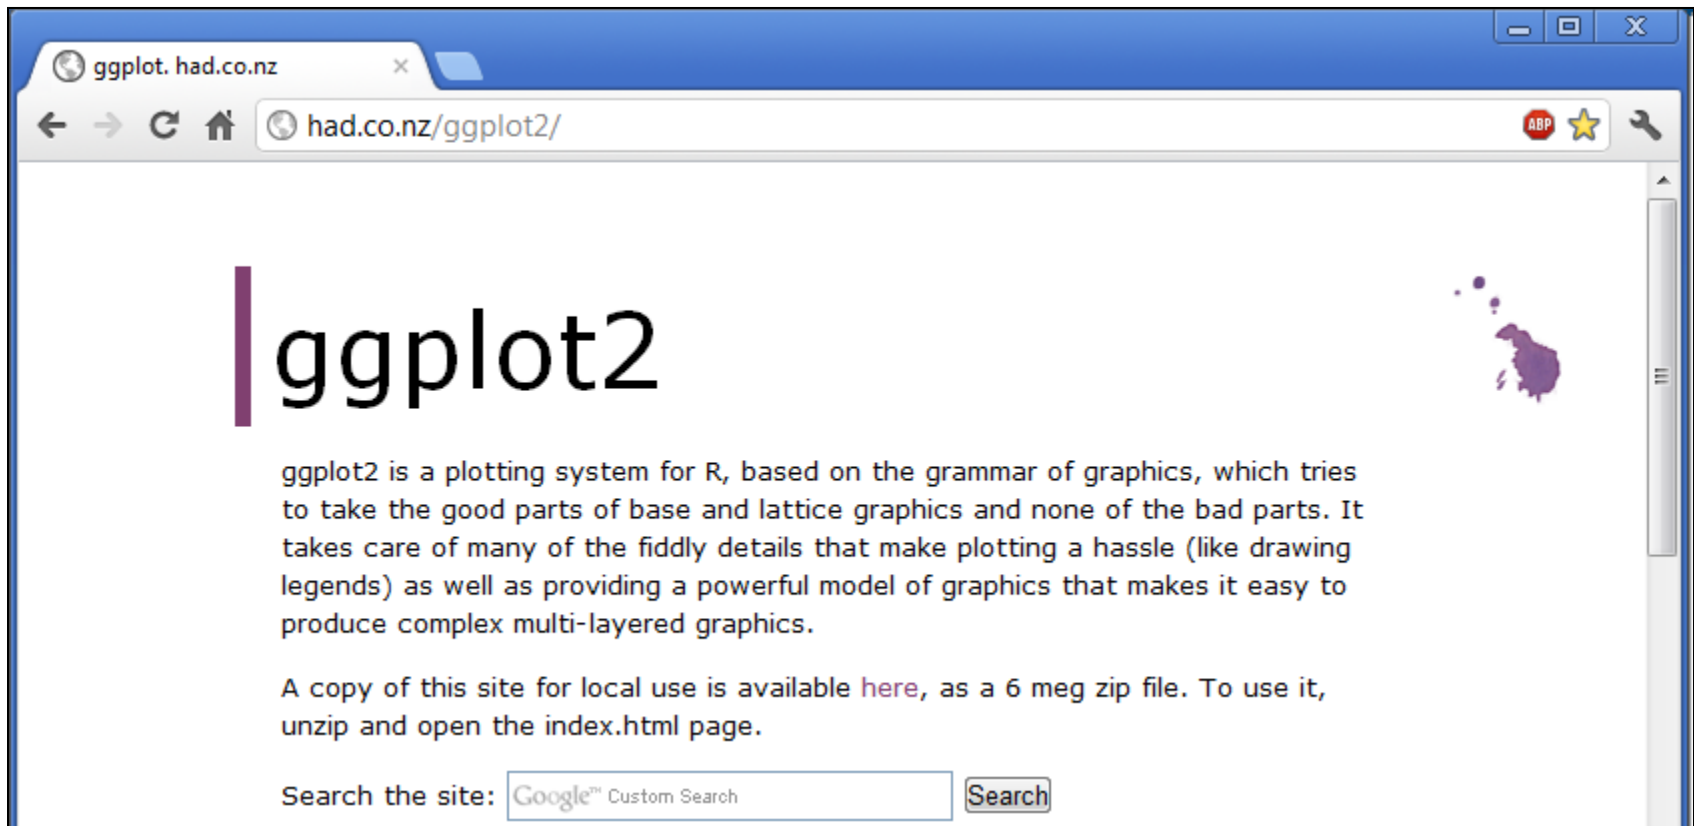 ggplot. had.co.nz
had.co.nz/ggplot2/
ABP
ggplot2
ggplot2 is a plotting system for R, based on the grammar of graphics, which tries
to take the good parts of base and lattice graphics and none of the bad parts. It
takes care of many of the fiddly details that make plotting a hassle (like drawing
legends) as well as providing a powerful model of graphics that makes it easy to
produce complex multi-layered graphics.
A copy of this site for local use is available here, as a 6 meg zip file. To use it,
unzip and open the index.html page.
Search the site: Google™ Custom Search Search